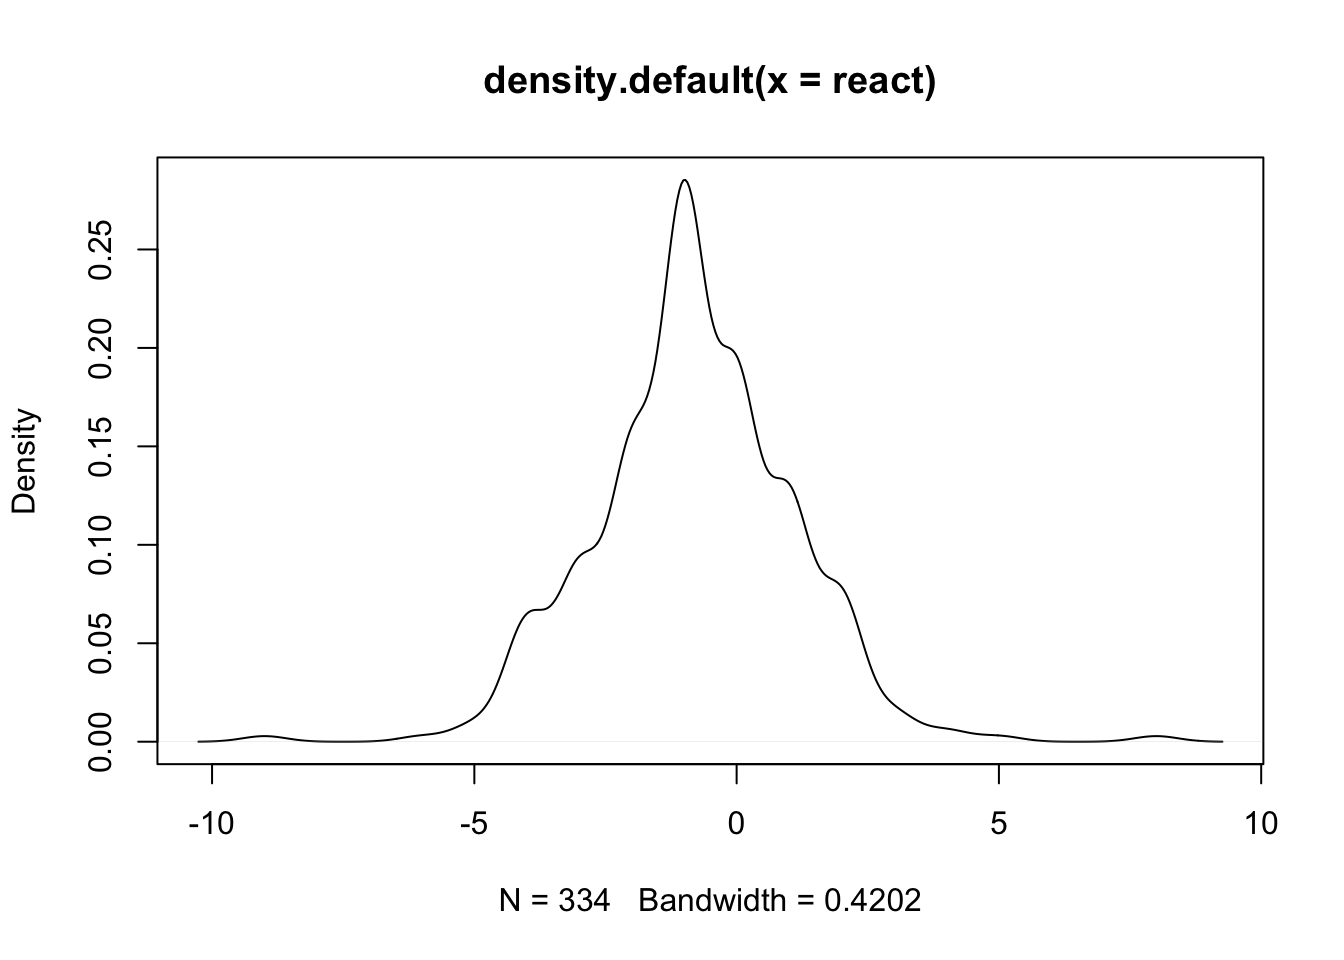 density.default(x = react)
Density
0.25
0.20
0.15
0.10
0.05
0.00
-10 -5 0 5 10
N = 334 Bandwidth = 0.4202